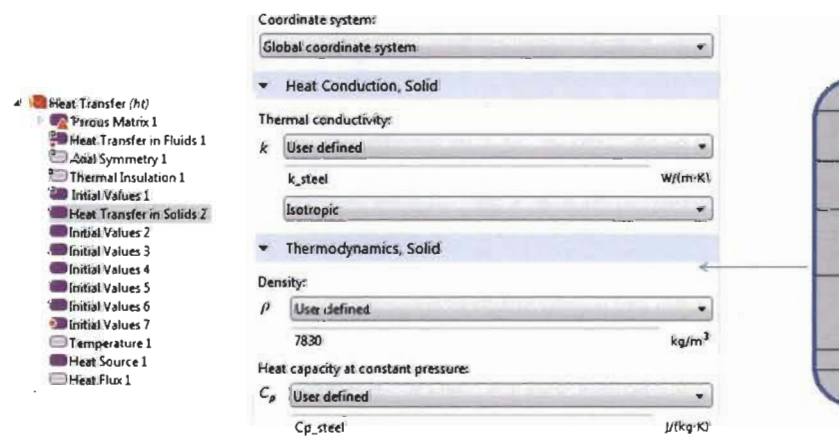 Heat Transfer (ht)
Porous Matrix 1
Heat Transfer in Fluids 1
Axial Symmetry 1
Thermal Insulation 1
Initial Values 1
Heat Transfer in Solids 2
Initial Values 2
Initial Values 3
Initial Values 4
Initial Values 5
Initial Values 6
Initial Values 7
Temperature 1
Heat Source 1
Heat Flux 1
Coordinate system:
Global coordinate system
Heat Conduction, Solid
Thermal conductivity:
k User defined
k_steel W/(m·K)
Isotropic
Thermodynamics, Solid
Density:
ρ User defined
7830 kg/m³
Heat capacity at constant pressure:
Cp User defined
Cp_steel J/(kg·K)